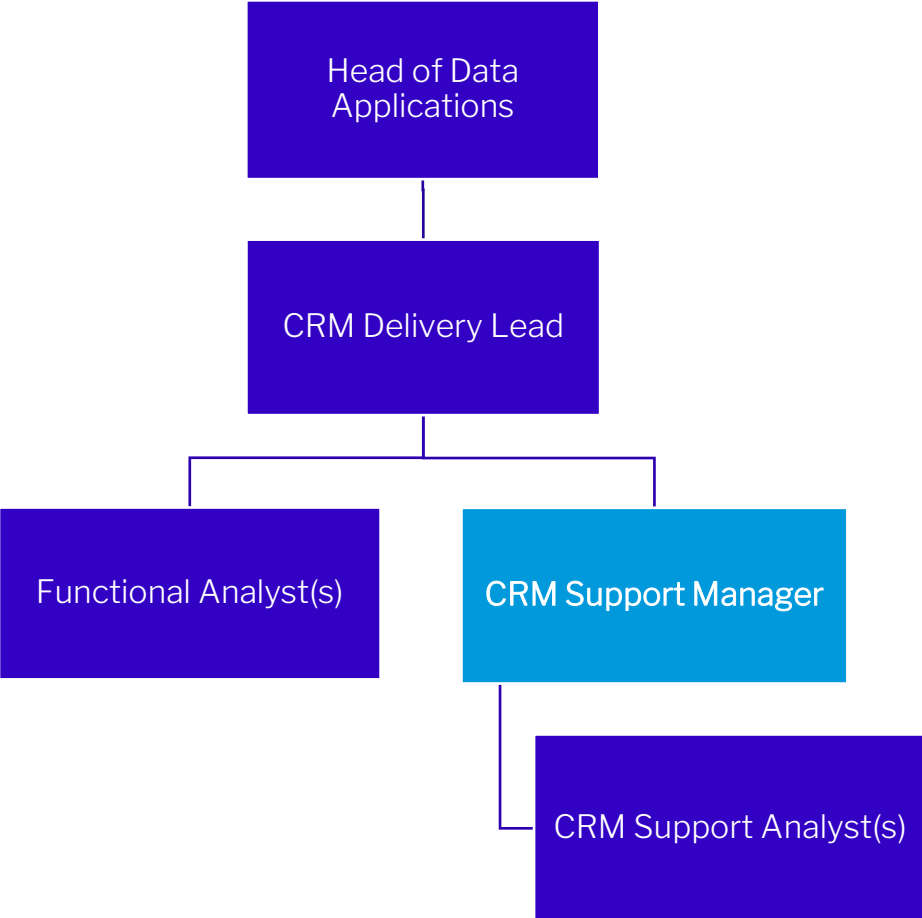 Head of Data
Applications
CRM Delivery Lead
Functional Analyst(s)
CRM Support Manager
CRM Support Analyst(s)